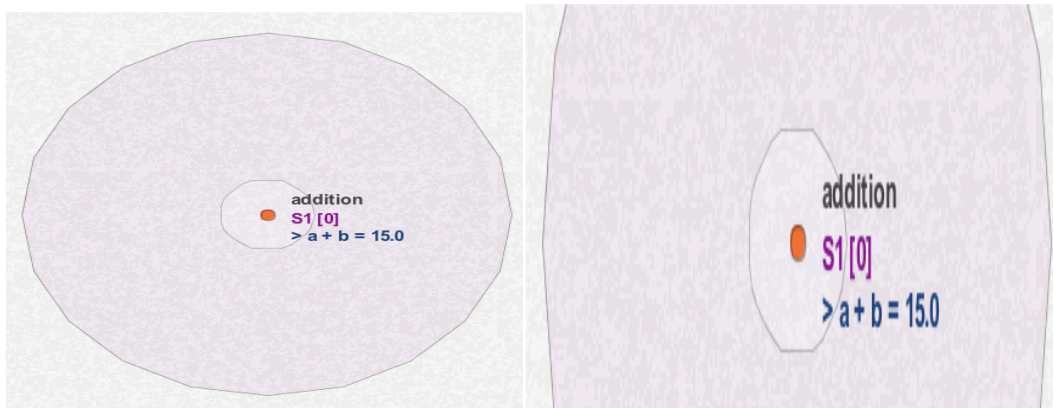 addition
S1 [0]
> a + b = 15.0
addition
S1 [0]
> a + b = 15.0